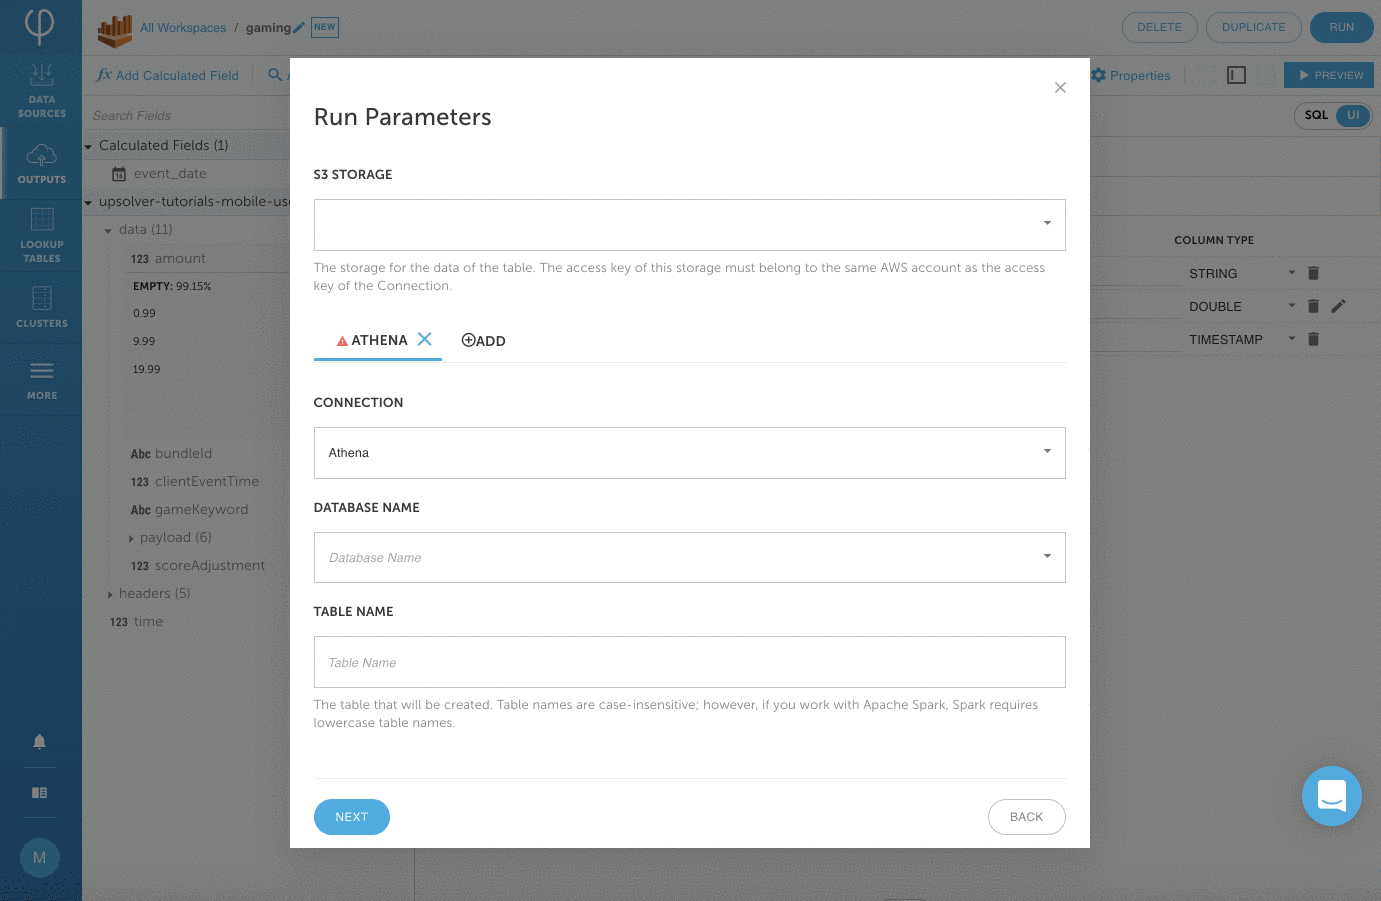 All Workspaces / gaming NEW
DELETE DUPLICATE RUN
fx Add Calculated Field
Properties
PREVIEW
Search Fields
SQL UI
DATA
SOURCES
OUTPUTS
LOOKUP
TABLES
CLUSTERS
MORE
M
Calculated Fields (1)
16 event_date
upsolver-tutorials-mobile-us
data (11)
123 amount
EMPTY: 99.15%
0.99
9.99
19.99
Abc bundleId
123 clientEventTime
Abc gameKeyword
payload (6)
123 scoreAdjustment
headers (5)
123 time
COLUMN TYPE
STRING
DOUBLE
TIMESTAMP
Run Parameters
S3 STORAGE
The storage for the data of the table. The access key of this storage must belong to the same AWS account as the access
key of the Connection.
ATHENA ADD
CONNECTION
Athena
DATABASE NAME
Database Name
TABLE NAME
Table Name
The table that will be created. Table names are case-insensitive; however, if you work with Apache Spark, Spark requires
lowercase table names.
NEXT BACK